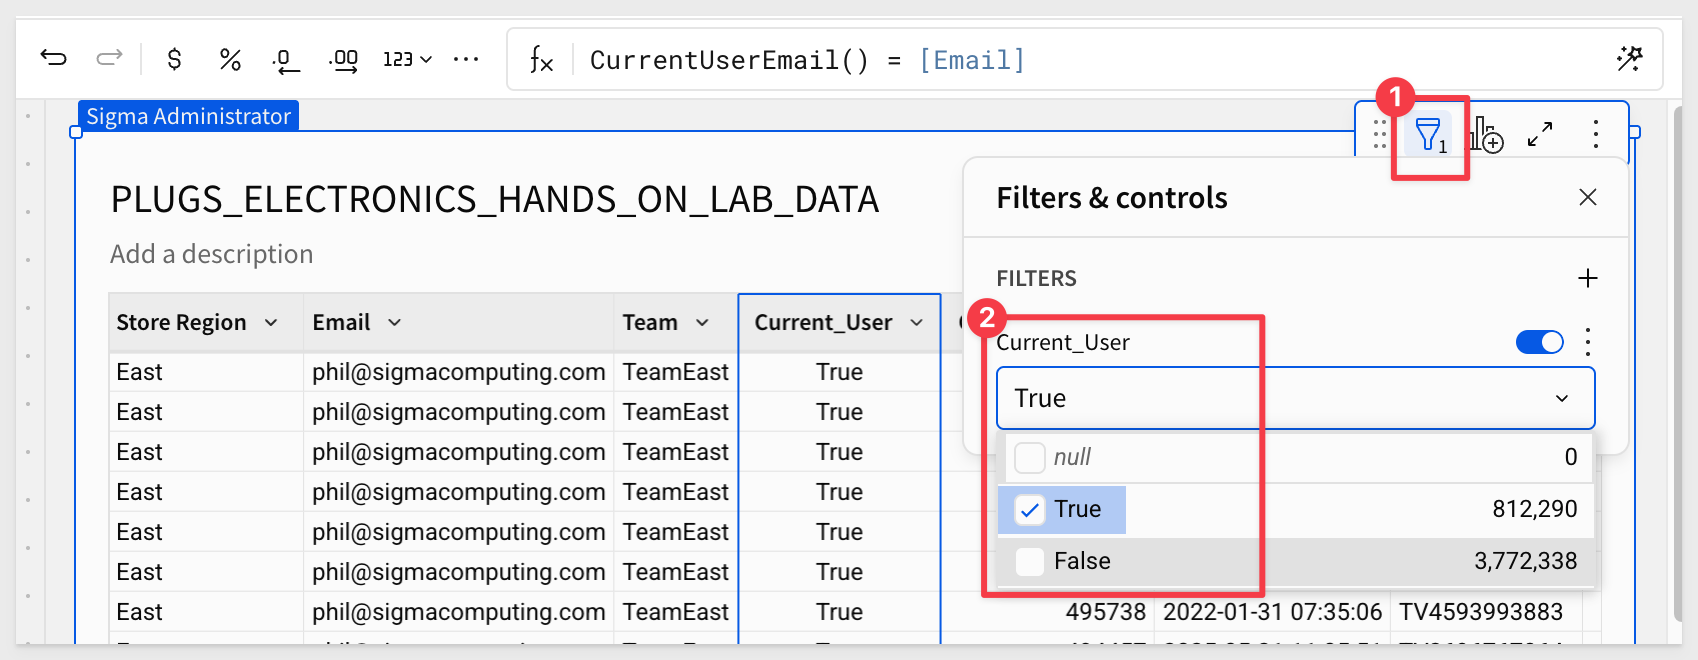 $ % .0 .00 123 ...
fx CurrentUserEmail() = [Email]
Sigma Administrator
1
1
PLUGS_ELECTRONICS_HANDS_ON_LAB_DATA
Add a description
Filters & controls
FILTERS
2
Current_User
True
null 0
True 812,290
False 3,772,338
Store Region Email Team Current_User
East phil@sigmacomputing.com TeamEast True
East phil@sigmacomputing.com TeamEast True
East phil@sigmacomputing.com TeamEast True
East phil@sigmacomputing.com TeamEast True
East phil@sigmacomputing.com TeamEast True
East phil@sigmacomputing.com TeamEast True
East phil@sigmacomputing.com TeamEast True 495738 2022-01-31 07:35:06 TV4593993883